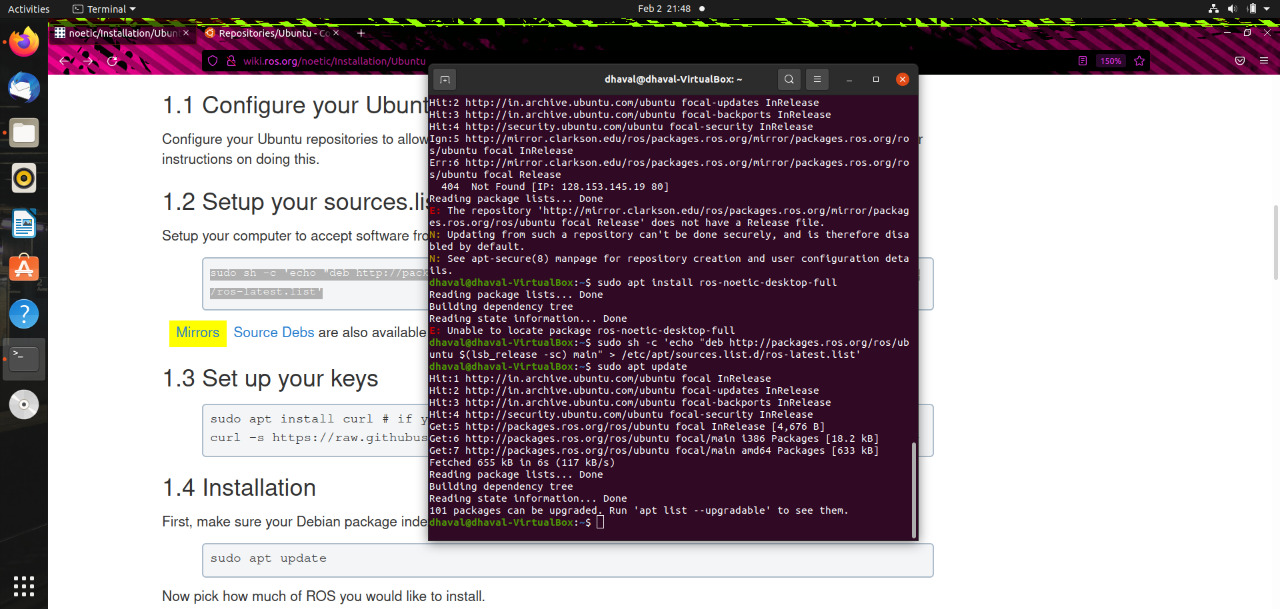 Activities
Terminal
Feb 2 21:48
noetic/Installation/Ubun
Repositories/Ubuntu - Co
wiki.ros.org/noetic/Installation/Ubuntu
150%
1.1 Configure your Ubunt
Configure your Ubuntu repositories to allow
instructions on doing this.
1.2 Setup your sources.lis
Setup your computer to accept software fro
sudo sh -c 'echo "deb http://pack
/ros-latest.list'
Mirrors Source Debs are also available
1.3 Set up your keys
sudo apt install curl # if y
curl -s https://raw.githubus
1.4 Installation
First, make sure your Debian package inde
sudo apt update
Now pick how much of ROS you would like to install.
dhaval@dhaval-VirtualBox: ~
Hit:2 http://in.archive.ubuntu.com/ubuntu focal-updates InRelease
Hit:3 http://in.archive.ubuntu.com/ubuntu focal-backports InRelease
Hit:4 http://security.ubuntu.com/ubuntu focal-security InRelease
Ign:5 http://mirror.clarkson.edu/ros/packages.ros.org/mirror/packages.ros.org/ro
s/ubuntu focal InRelease
Err:6 http://mirror.clarkson.edu/ros/packages.ros.org/mirror/packages.ros.org/ro
s/ubuntu focal Release
404 Not Found [IP: 128.153.145.19 80]
Reading package lists... Done
E: The repository 'http://mirror.clarkson.edu/ros/packages.ros.org/mirror/packag
es.ros.org/ros/ubuntu focal Release' does not have a Release file.
N: Updating from such a repository can't be done securely, and is therefore disa
bled by default.
N: See apt-secure(8) manpage for repository creation and user configuration deta
ils.
dhaval@dhaval-VirtualBox:~$ sudo apt install ros-noetic-desktop-full
Reading package lists... Done
Building dependency tree
Reading state information... Done
E: Unable to locate package ros-noetic-desktop-full
dhaval@dhaval-VirtualBox:~$ sudo sh -c 'echo "deb http://packages.ros.org/ros/ub
untu $(lsb_release -sc) main" > /etc/apt/sources.list.d/ros-latest.list'
dhaval@dhaval-VirtualBox:~$ sudo apt update
Hit:1 http://in.archive.ubuntu.com/ubuntu focal InRelease
Hit:2 http://in.archive.ubuntu.com/ubuntu focal-updates InRelease
Hit:3 http://in.archive.ubuntu.com/ubuntu focal-backports InRelease
Hit:4 http://security.ubuntu.com/ubuntu focal-security InRelease
Get:5 http://packages.ros.org/ros/ubuntu focal InRelease [4,676 B]
Get:6 http://packages.ros.org/ros/ubuntu focal/main i386 Packages [18.2 kB]
Get:7 http://packages.ros.org/ros/ubuntu focal/main amd64 Packages [633 kB]
Fetched 655 kB in 6s (117 kB/s)
Reading package lists... Done
Building dependency tree
Reading state information... Done
101 packages can be upgraded. Run 'apt list --upgradable' to see them.
dhaval@dhaval-VirtualBox:~$